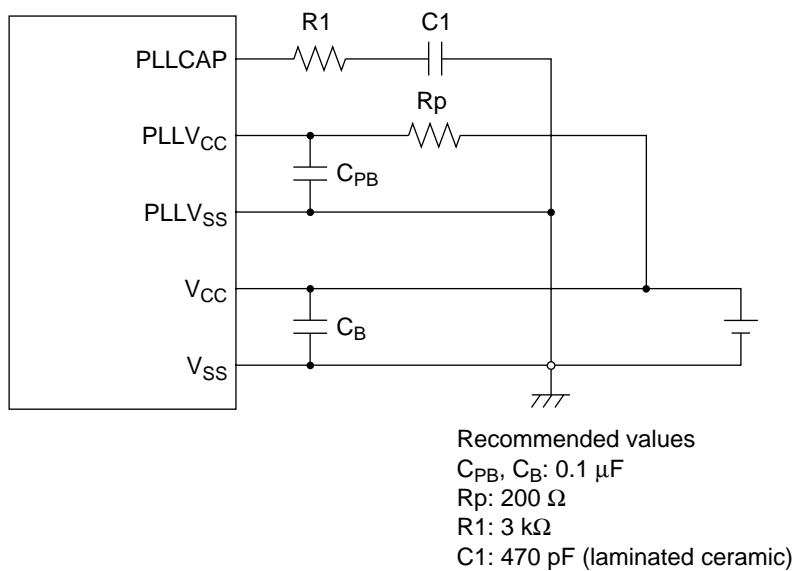 R1 C1
PLLCAP
Rp
PLLVCC
CPB
PLLVSS
VCC
CB
VSS
Recommended values
CPB, CB: 0.1 μF
Rp: 200 Ω
R1: 3 kΩ
C1: 470 pF (laminated ceramic)